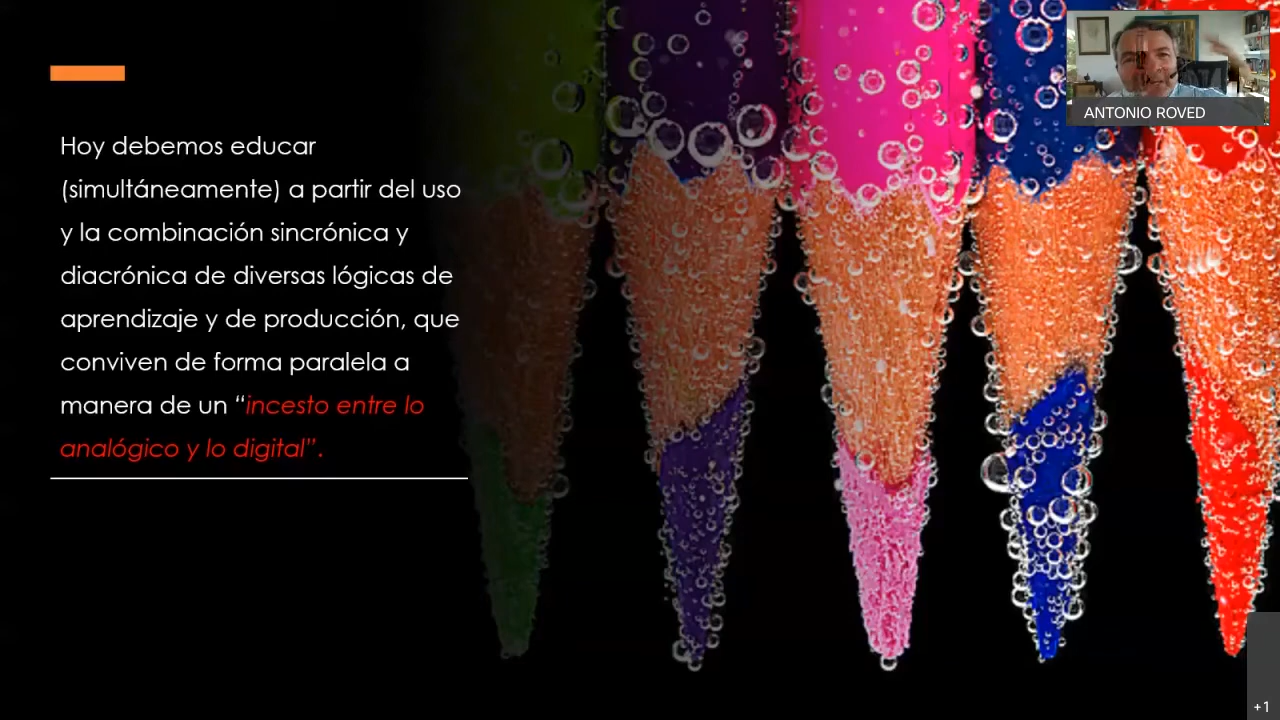 Hoy debemos educar
(simultáneamente) a partir del uso
y la combinación sincrónica y
diacrónica de diversas lógicas de
aprendizaje y de producción, que
conviven de forma paralela a
manera de un “incesto entre lo
analógico y lo digital”.
ANTONIO ROVED
+1